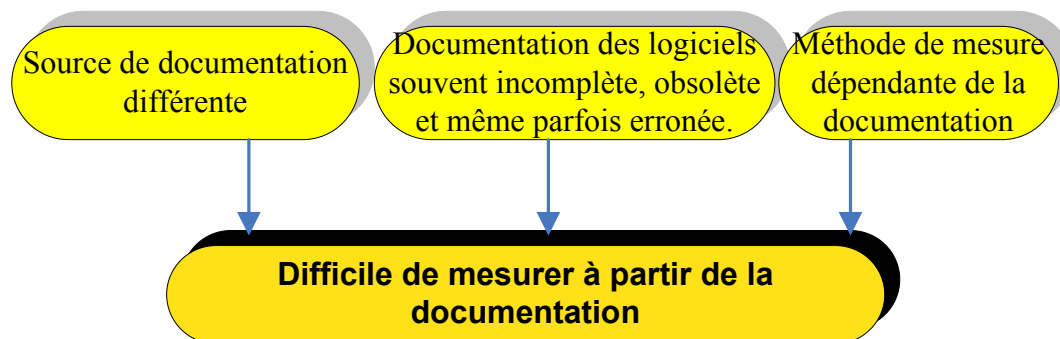 Source de documentation
différente
Documentation des logiciels
souvent incomplète, obsolète
et même parfois erronée.
Méthode de mesure
dépendante de la
documentation
Difficile de mesurer à partir de la
documentation